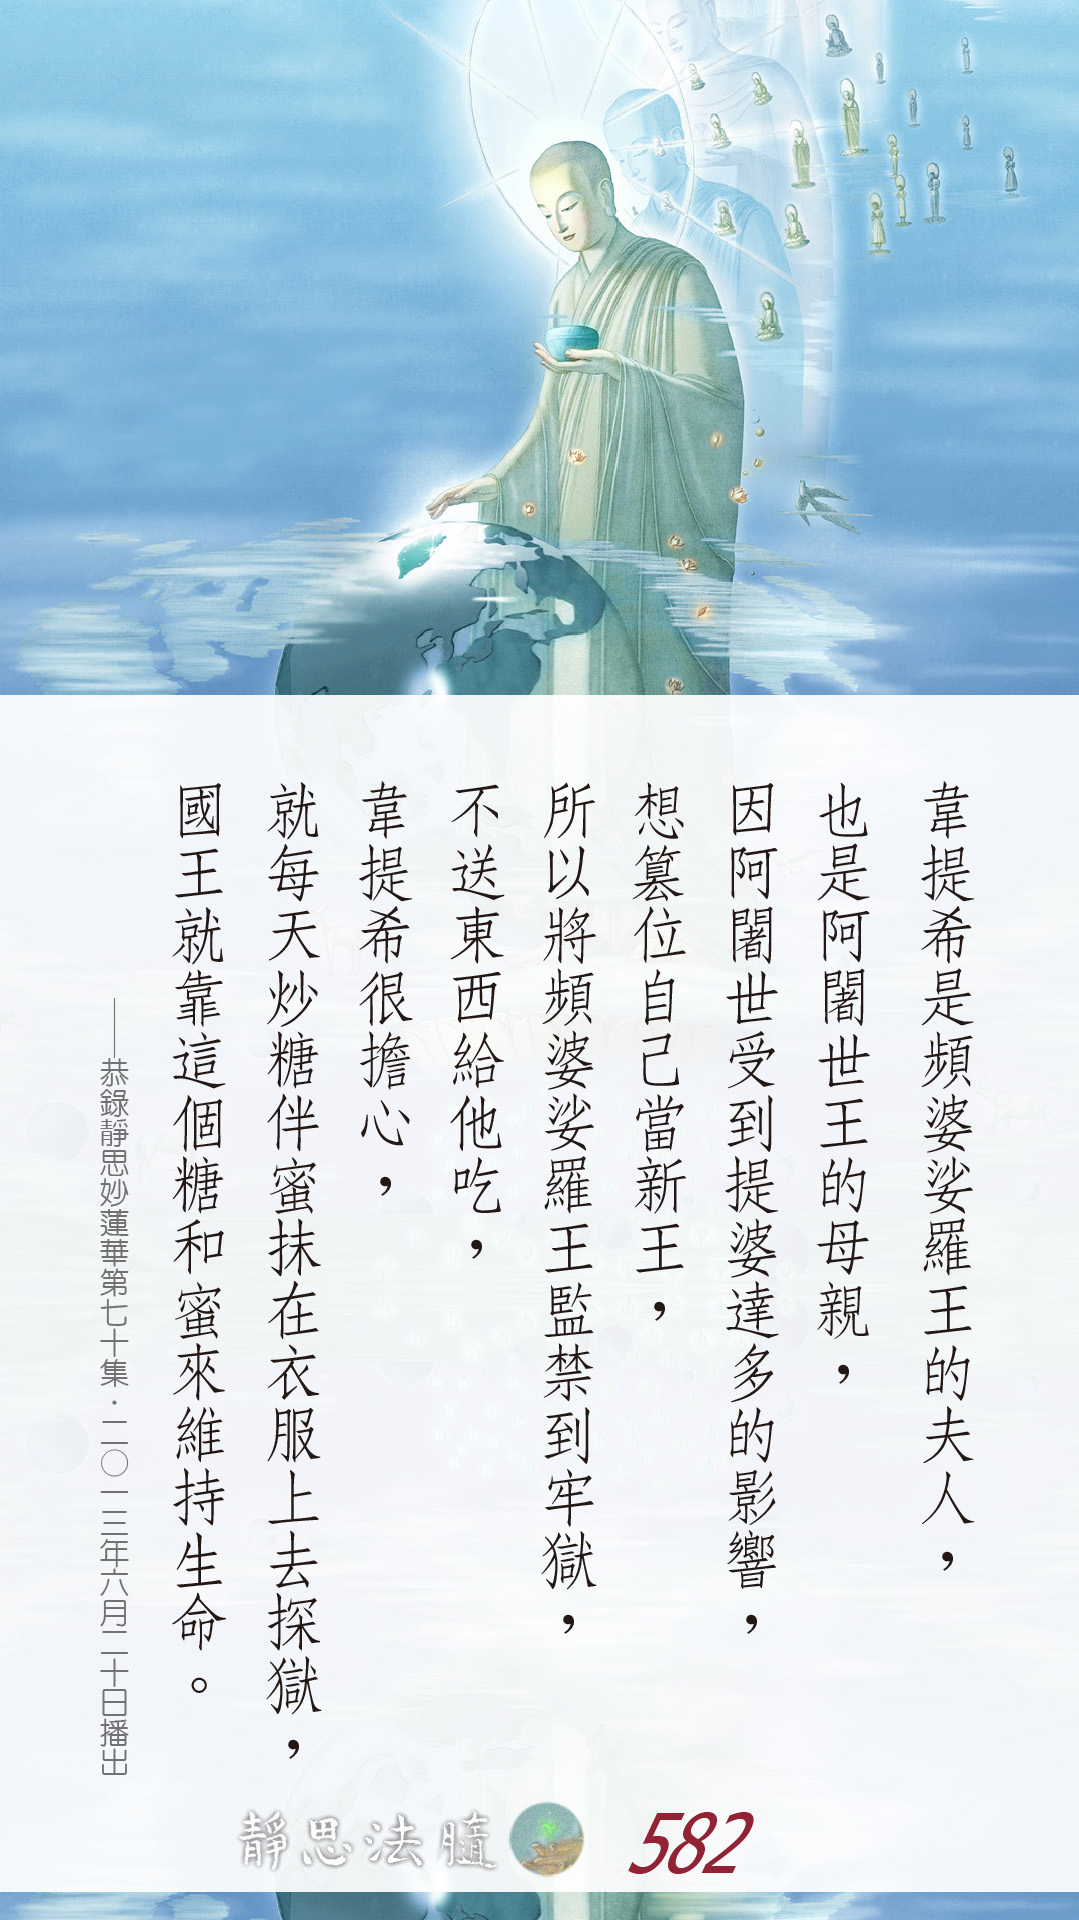 韋提希是頻婆娑羅王的夫人，
也是阿闍世王的母親，
因阿闍世受到提婆達多的影響，
想篡位自己當新王，
所以將頻婆娑羅王監禁到牢獄，
不送東西給他吃，
韋提希很擔心，
就每天炒糖伴蜜抹在衣服上去探獄，
國王就靠這個糖和蜜來維持生命。
——恭錄靜思妙蓮華第七十集．二〇一三年六月二十日播出
靜思法髓
582